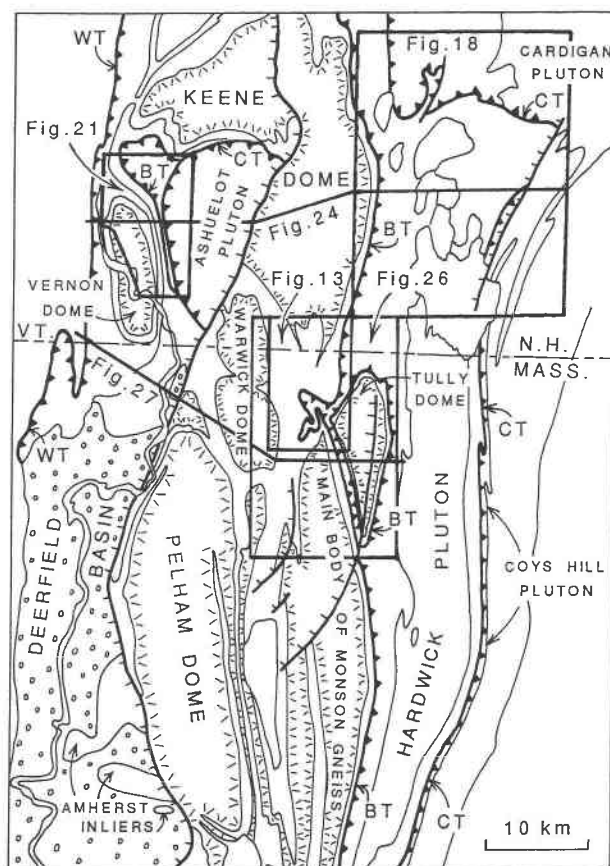 WT
Fig.18
CARDIGAN
PLUTON
KEENE
CT
Fig.21
CT
BT
DOME
ASHUELOT
PLUTON
Fig.24
BT
VERNON
DOME
Fig.13
Fig.26
VT.
N.H.
MASS.
WARWICK DOME
TULLY
DOME
Fig.27
CT
WT
BT
DEERFIELD
BASIN
PELHAM DOME
MAIN BODY
OF MONSON GNEISS
HARDWICK
PLUTON
COYS HILL
PLUTON
AMHERST
INLIERS
BT
CT
10 km